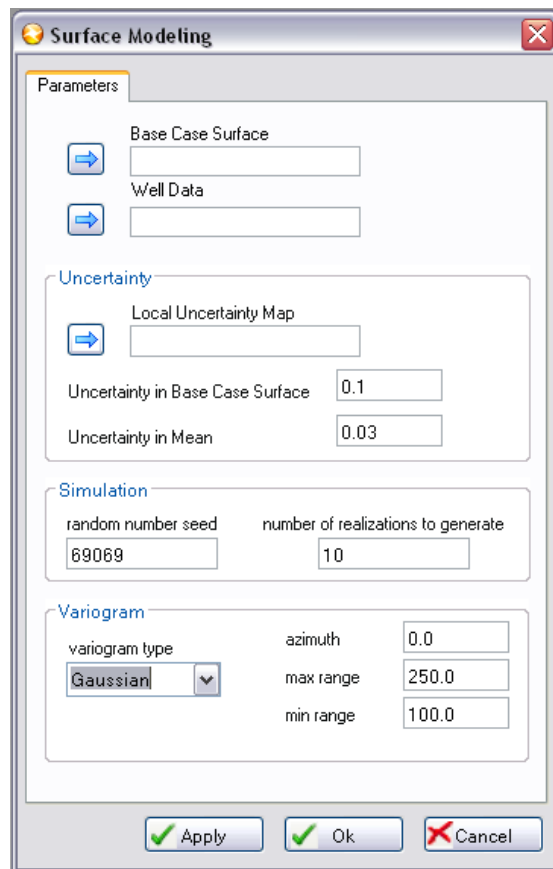 Surface Modeling
Parameters
Base Case Surface
Well Data
Uncertainty
Local Uncertainty Map
Uncertainty in Base Case Surface 0.1
Uncertainty in Mean 0.03
Simulation
random number seed number of realizations to generate
69069 10
Variogram
variogram type
Gaussian
azimuth 0.0
max range 250.0
min range 100.0
Apply Ok Cancel